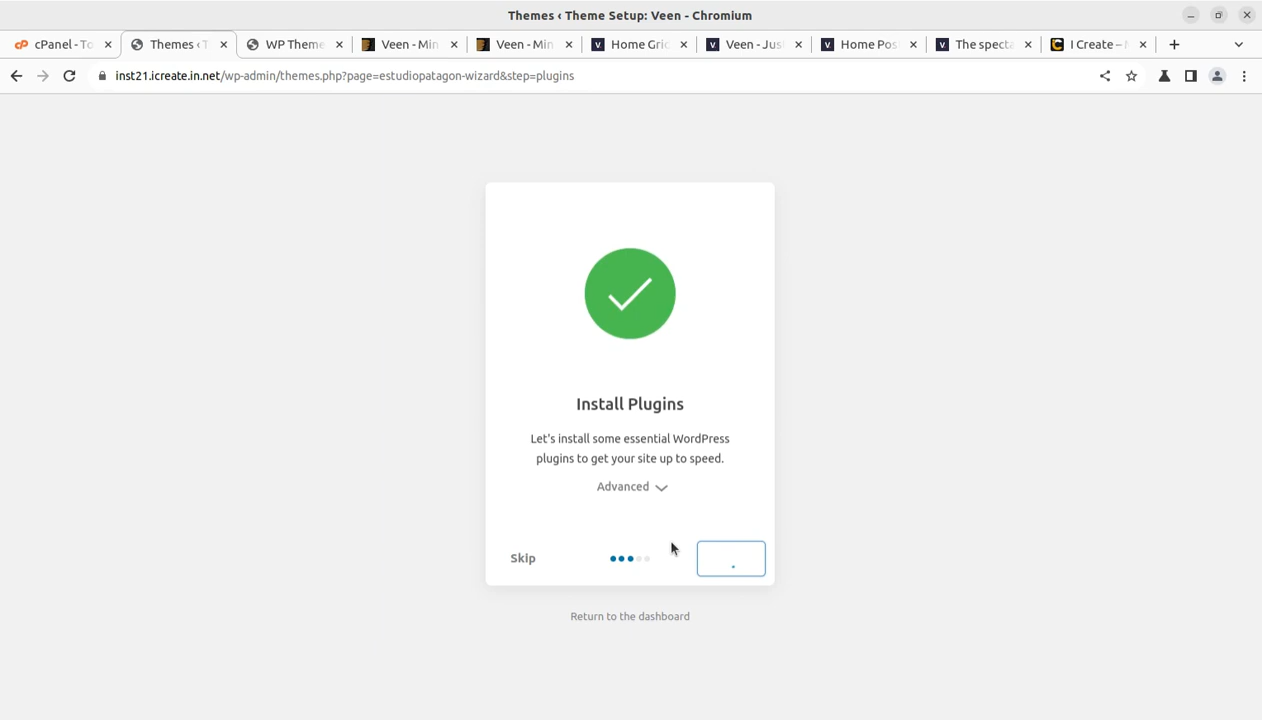 Themes ‹ Theme Setup: Veen - Chromium
cPanel - To
Themes ‹ T
WP Theme
Veen - Min
Veen - Min
Home Gri
Veen - Jus
Home Pos
The specta
I Create –
inst21.icreate.in.net/wp-admin/themes.php?page=estudiopatagon-wizard&step=plugins
Install Plugins
Let's install some essential WordPress
plugins to get your site up to speed.
Advanced
Skip
Return to the dashboard